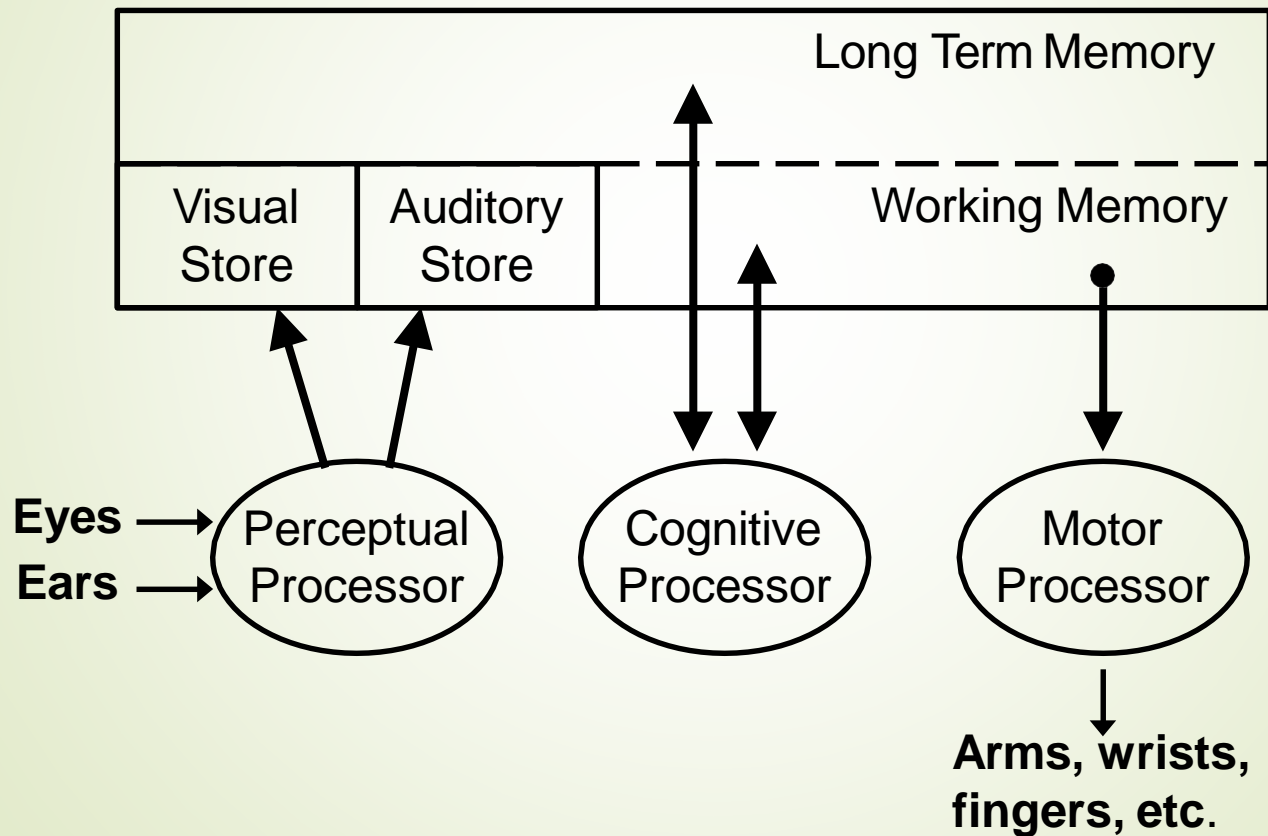 Long Term Memory
Visual
Store
Auditory
Store
Working Memory
Eyes
Ears
Perceptual
Processor
Cognitive
Processor
Motor
Processor
Arms, wrists,
fingers, etc.